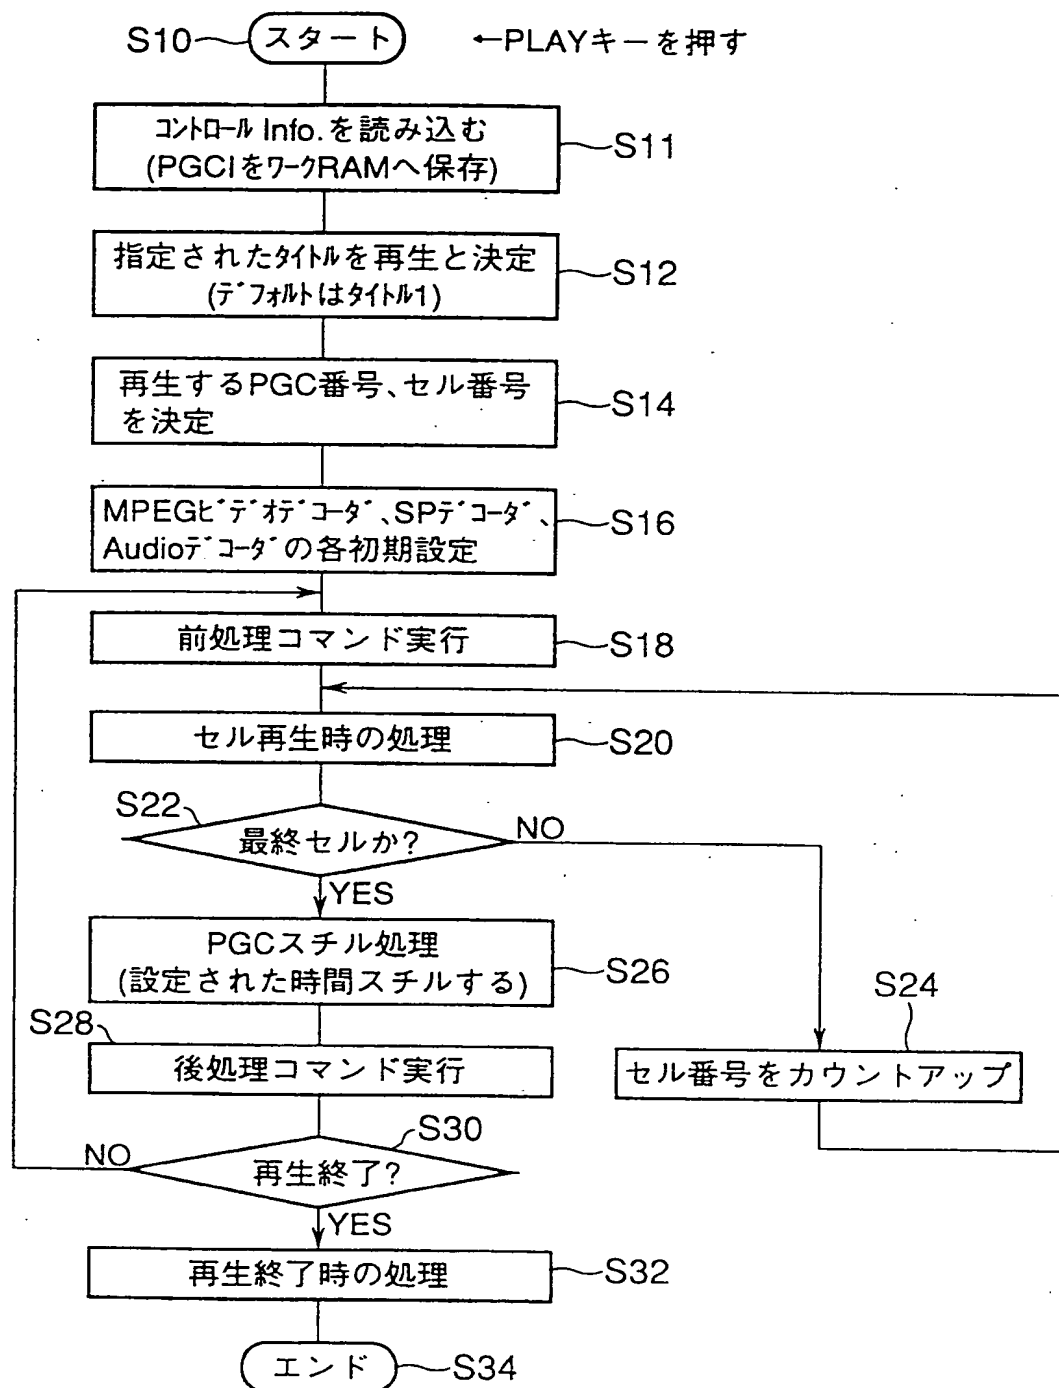 S10 スタート ←PLAYキーを押す
ｺﾝﾄﾛｰﾙ Info.を読み込む
(PGCIをﾜｰｸRAMへ保存)
S11
指定されたﾀｲﾄﾙを再生と決定
(ﾃﾞﾌｫﾙﾄはﾀｲﾄﾙ1)
S12
再生するPGC番号、セル番号
を決定
S14
MPEGﾋﾞﾃﾞｵﾃﾞｺｰﾀﾞ、SPﾃﾞｺｰﾀﾞ、
Audioﾃﾞｺｰﾀﾞの各初期設定
S16
前処理コマンド実行
S18
セル再生時の処理
S20
S22
最終セルか?
NO
YES
PGCスチル処理
(設定された時間スチルする)
S26
S24
セル番号をカウントアップ
S28
後処理コマンド実行
S30
NO
再生終了?
YES
再生終了時の処理
S32
エンド
S34